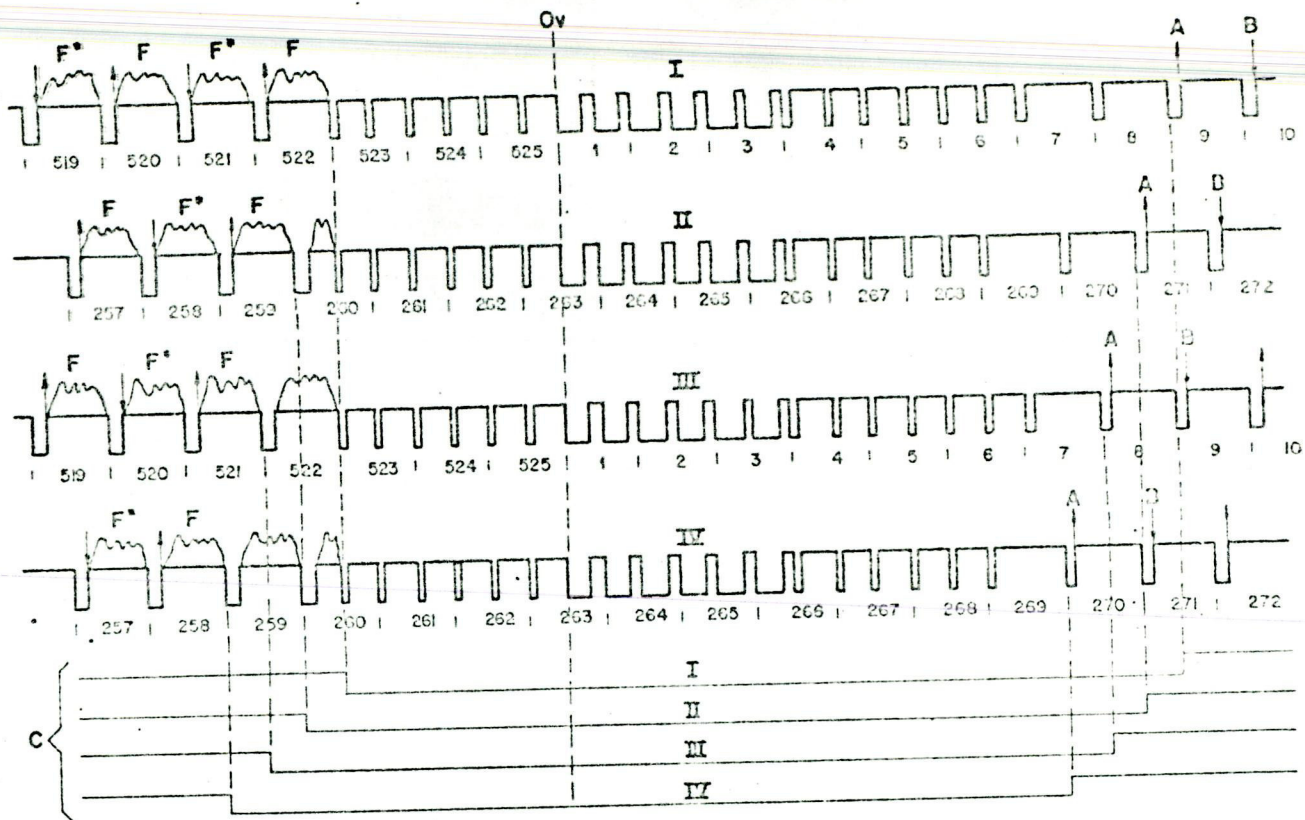 Ov
F* F F* F I A B
519 520 521 522 523 524 525 1 2 3 4 5 6 7 8 9 10
F F* F II A B
257 258 259 260 261 262 263 264 265 266 267 268 269 270 271 272
F F* F III A B
519 520 521 522 523 524 525 1 2 3 4 5 6 7 8 9 10
F* F IV A B
257 258 259 260 261 262 263 264 265 266 267 268 269 270 271 272
C
I
II
III
IV